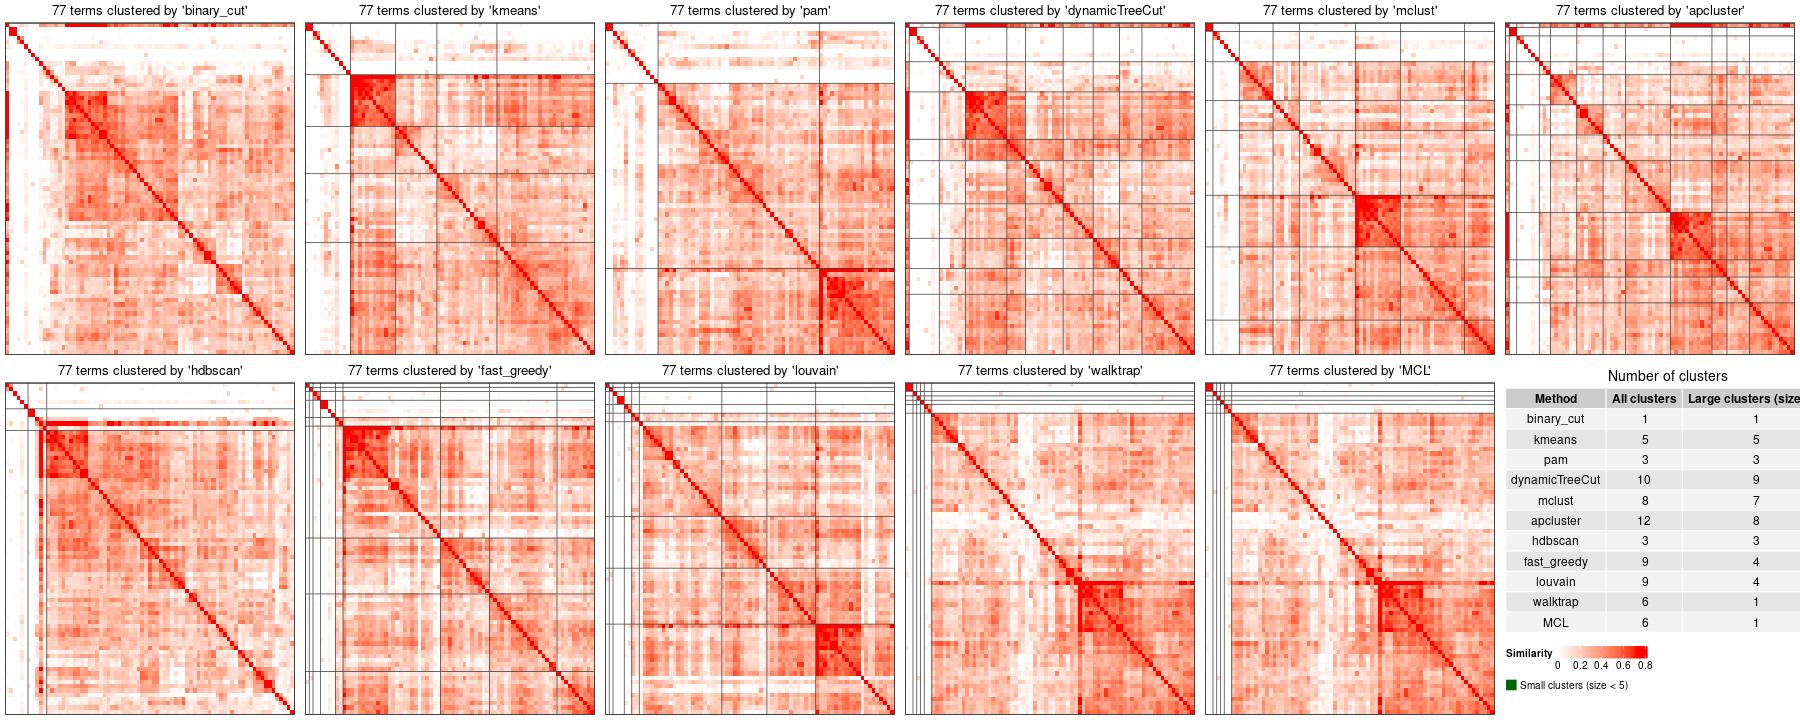 77 terms clustered by 'binary_cut'
77 terms clustered by 'kmeans'
77 terms clustered by 'pam'
77 terms clustered by 'dynamicTreeCut'
77 terms clustered by 'mclust'
77 terms clustered by 'apcluster'
77 terms clustered by 'hdbscan'
77 terms clustered by 'fast_greedy'
77 terms clustered by 'louvain'
77 terms clustered by 'walktrap'
77 terms clustered by 'MCL'
Number of clusters
Method All clusters Large clusters (size
binary_cut 1 1
kmeans 5 5
pam 3 3
dynamicTreeCut 10 9
mclust 8 7
apcluster 12 8
hdbscan 3 3
fast_greedy 9 4
louvain 9 4
walktrap 6 1
MCL 6 1
Similarity
0 0.2 0.4 0.6 0.8
Small clusters (size < 5)